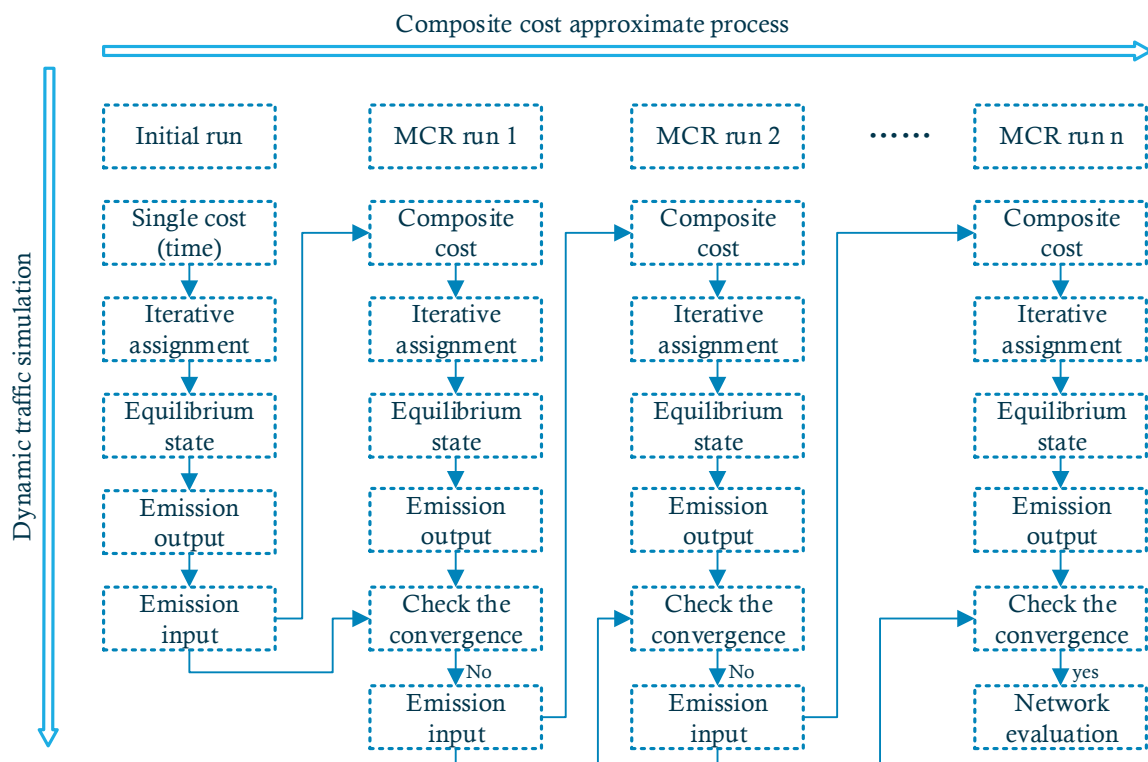 Composite cost approximate process
Dynamic traffic simulation
Initial run
MCR run 1
MCR run 2
······
MCR run n
Single cost
(time)
Iterative
assignment
Equilibrium
state
Emission
output
Emission
input
Composite
cost
Iterative
assignment
Equilibrium
state
Emission
output
Check the
convergence
No
Emission
input
Composite
cost
Iterative
assignment
Equilibrium
state
Emission
output
Check the
convergence
No
Emission
input
Composite
cost
Iterative
assignment
Equilibrium
state
Emission
output
Check the
convergence
yes
Network
evaluation